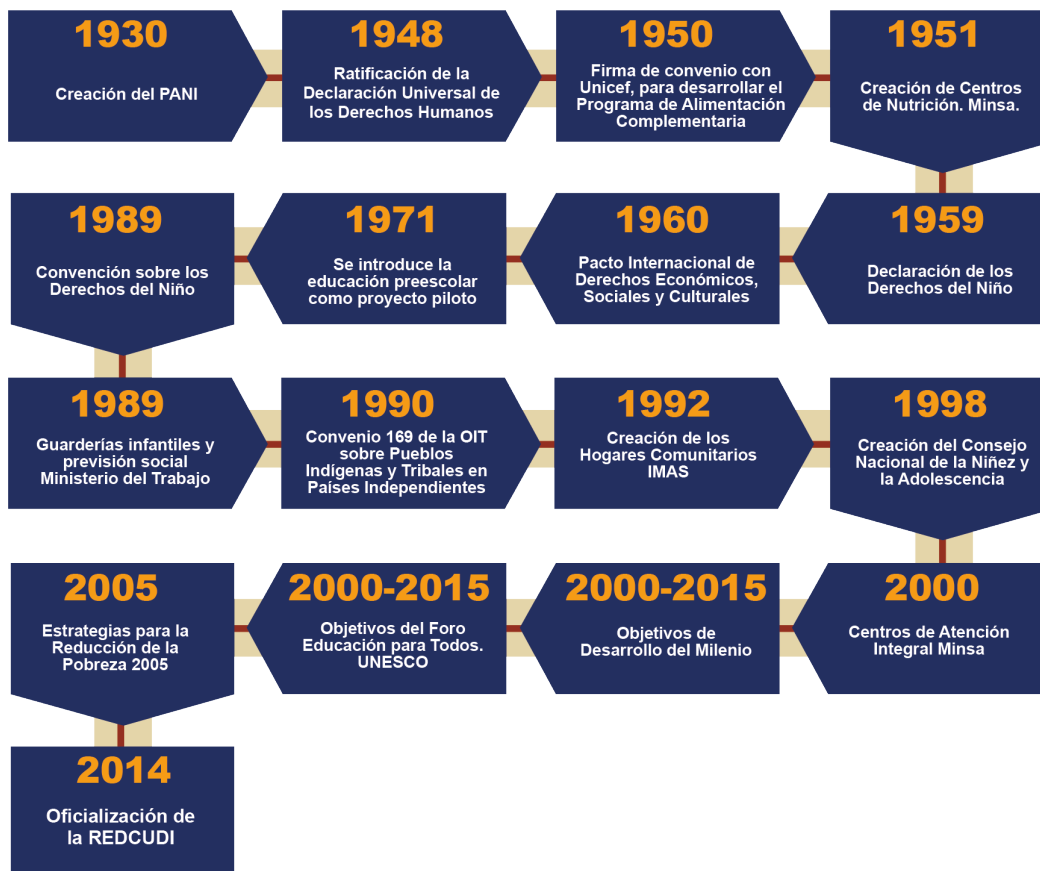 1930
Creación del PANI
1948
Ratificación de la
Declaración Universal de
los Derechos Humanos
1950
Firma de convenio con
Unicef, para desarrollar el
Programa de Alimentación
Complementaria
1951
Creación de Centros
de Nutrición. Minsa.
1959
Declaración de los
Derechos del Niño
1960
Pacto Internacional de
Derechos Económicos,
Sociales y Culturales
1971
Se introduce la
educación preescolar
como proyecto piloto
1989
Convención sobre los
Derechos del Niño
1989
Guarderías infantiles y
previsión social
Ministerio del Trabajo
1990
Convenio 169 de la OIT
sobre Pueblos
Indígenas y Tribales en
Países Independientes
1992
Creación de los
Hogares Comunitarios
IMAS
1998
Creación del Consejo
Nacional de la Niñez y
la Adolescencia
2000
Centros de Atención
Integral Minsa
2000-2015
Objetivos de
Desarrollo del Milenio
2000-2015
Objetivos del Foro
Educación para Todos.
UNESCO
2005
Estrategias para la
Reducción de la
Pobreza 2005
2014
Oficialización de
la REDCUDI